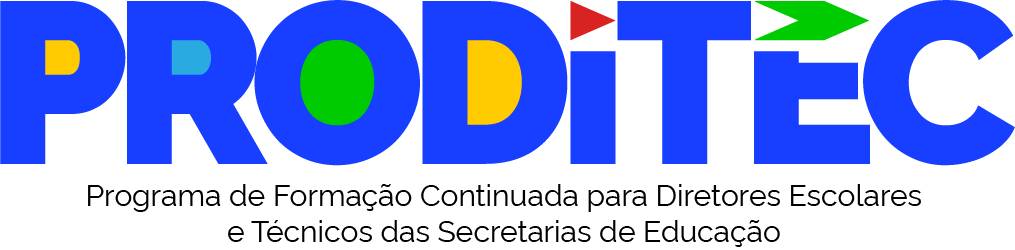 PRODiTEC
Programa de Formação Continuada para Diretores Escolares
e Técnicos das Secretarias de Educação